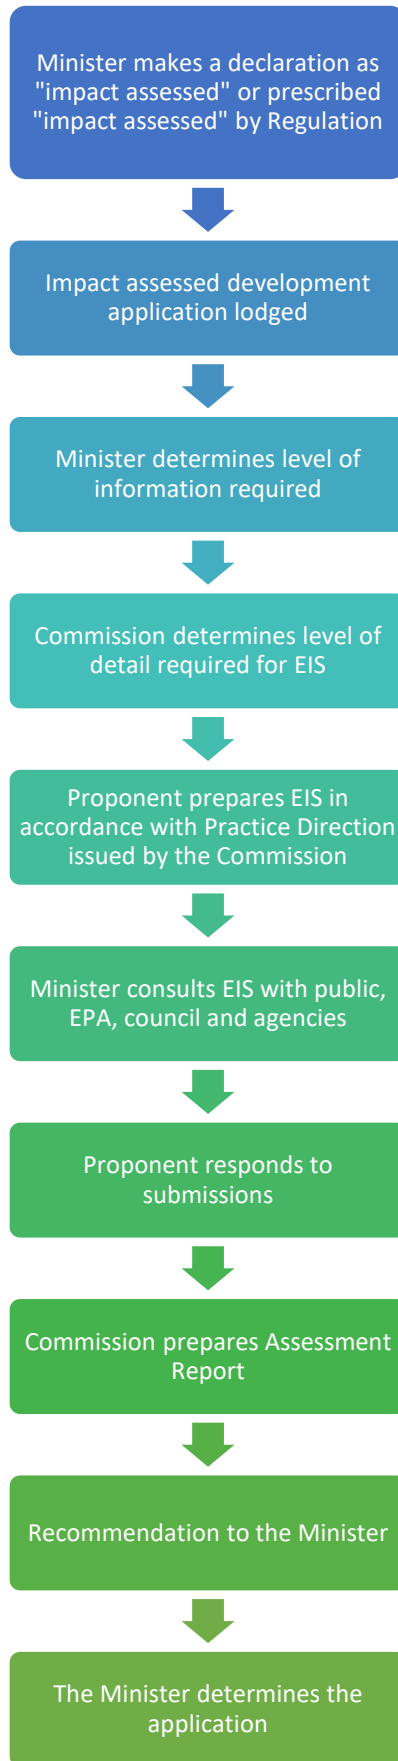 Minister makes a declaration as
"impact assessed" or prescribed
"impact assessed" by Regulation
Impact assessed development
application lodged
Minister determines level of
information required
Commission determines level of
detail required for EIS
Proponent prepares EIS in
accordance with Practice Direction
issued by the Commission
Minister consults EIS with public,
EPA, council and agencies
Proponent responds to
submissions
Commission prepares Assessment
Report
Recommendation to the Minister
The Minister determines the
application